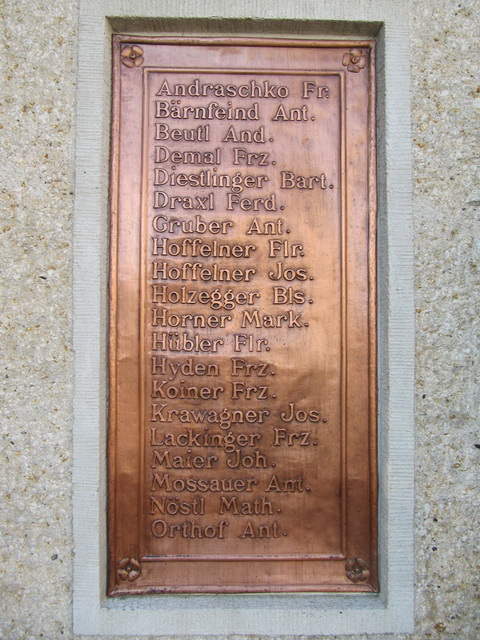 Andraschko Fr.
Bärnfeind Ant.
Beutl And.
Demal Frz.
Diestlinger Bart.
Draxl Ferd.
Gruber Ant.
Hoffelner Flr.
Hoffelner Jos.
Holzegger Bls.
Horner Mark.
Hübler Flr.
Hyden Frz.
Koiner Frz.
Krawagner Jos.
Lackinger Frz.
Maier Joh.
Mossauer Ant.
Nöstl Math.
Orthof Ant.